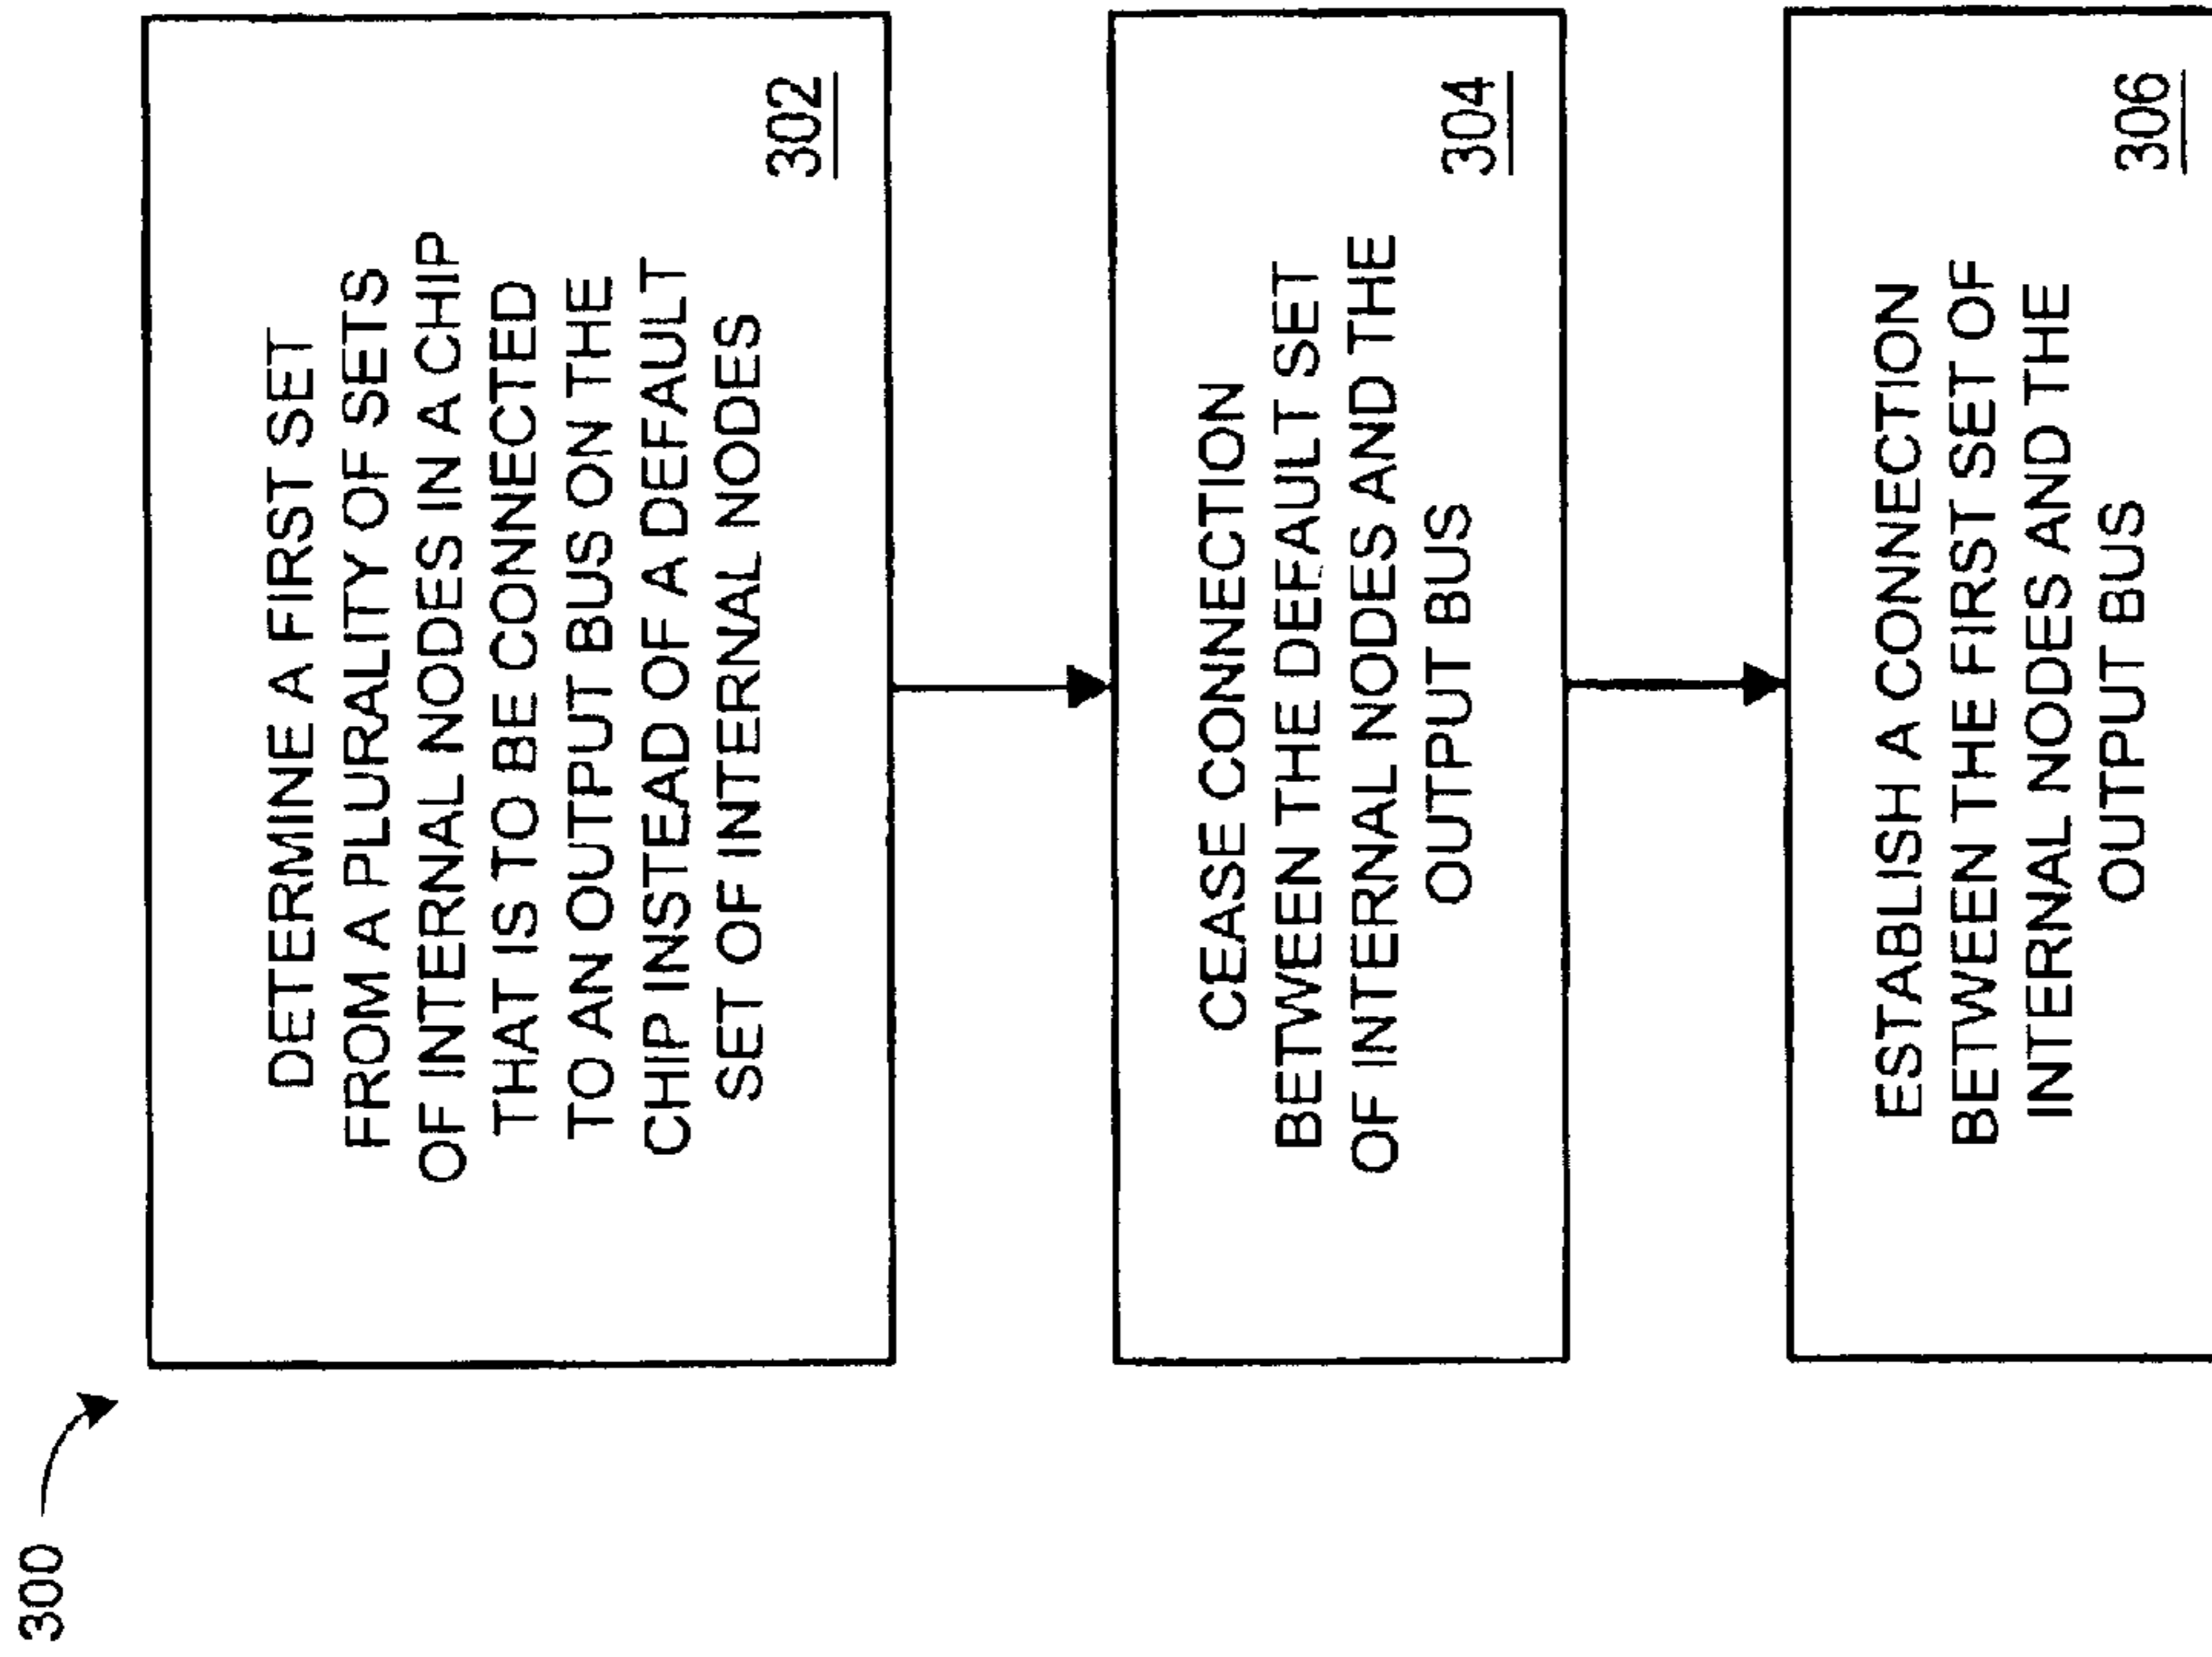 300
DETERMINE A FIRST SET
FROM A PLURALITY OF SETS
OF INTERNAL NODES IN A CHIP
THAT IS TO BE CONNECTED
TO AN OUTPUT BUS ON THE
CHIP INSTEAD OF A DEFAULT
SET OF INTERNAL NODES
302
CEASE CONNECTION
BETWEEN THE DEFAULT SET
OF INTERNAL NODES AND THE
OUTPUT BUS
304
ESTABLISH A CONNECTION
BETWEEN THE FIRST SET OF
INTERNAL NODES AND THE
OUTPUT BUS
306